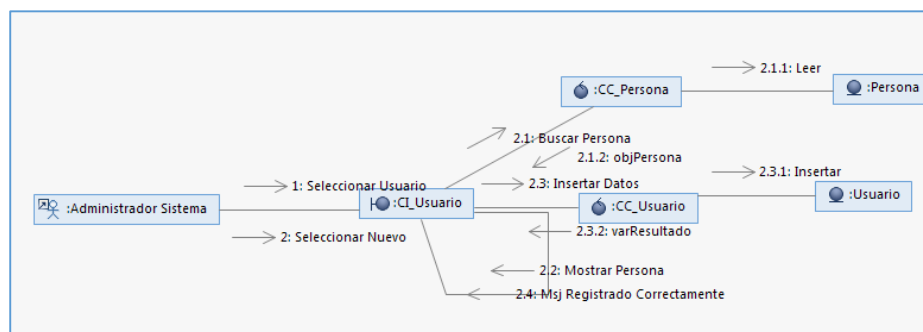 2.1.1: Leer
:CC_Persona
:Persona
2.1: Buscar Persona
2.1.2: objPersona
1: Seleccionar Usuario
2.3: Insertar Datos
2.3.1: Insertar
:Administrador Sistema
:CI_Usuario
:CC_Usuario
:Usuario
2: Seleccionar Nuevo
2.3.2: varResultado
2.2: Mostrar Persona
2.4: Msj Registrado Correctamente